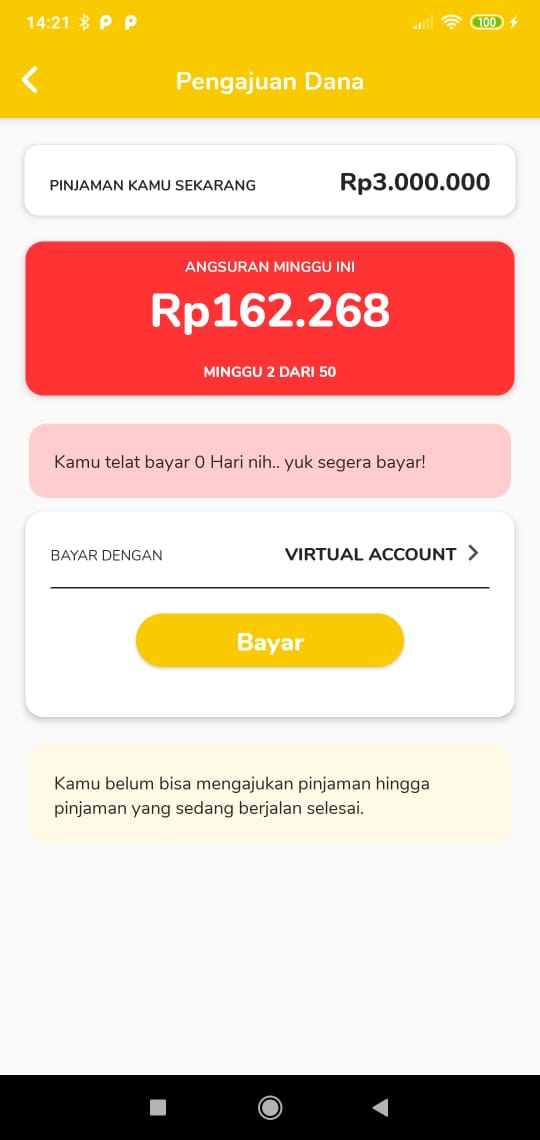 14:21
100
Pengajuan Dana
PINJAMAN KAMU SEKARANG Rp3.000.000
ANGSURAN MINGGU INI
Rp162.268
MINGGU 2 DARI 50
Kamu telat bayar 0 Hari nih.. yuk segera bayar!
BAYAR DENGAN VIRTUAL ACCOUNT
Bayar
Kamu belum bisa mengajukan pinjaman hingga
pinjaman yang sedang berjalan selesai.